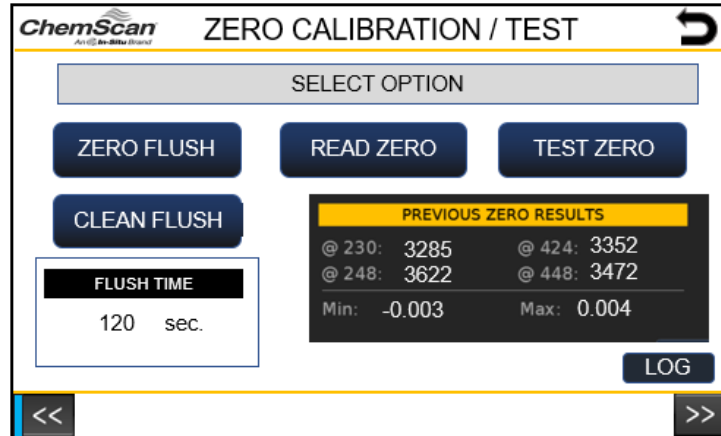 ChemScan ZERO CALIBRATION / TEST
An In-Situ Brand
SELECT OPTION
ZERO FLUSH READ ZERO TEST ZERO
CLEAN FLUSH
PREVIOUS ZERO RESULTS
@ 230: 3285 @ 424: 3352
@ 248: 3622 @ 448: 3472
Min: -0.003 Max: 0.004
FLUSH TIME
120 sec.
LOG
<< >>